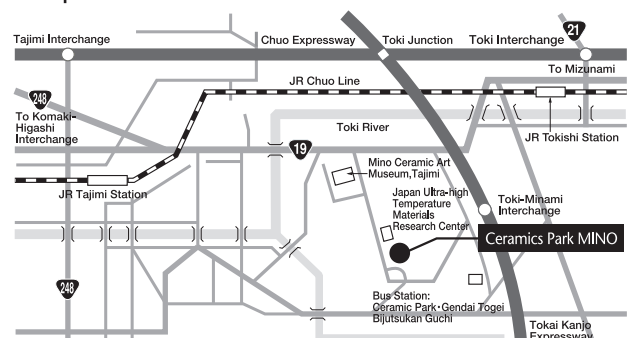 21
Tajimi Interchange
Chuo Expressway
Toki Junction
Toki Interchange
To Mizunami
JR Chuo Line
248
To Komaki-
Higashi
Interchange
Toki River
JR Tokishi Station
19
Mino Ceramic Art
Museum,Tajimi
JR Tajimi Station
Japan Ultra-high
Temperature
Materials
Research Center
Toki-Minami
Interchange
Ceramics Park MINO
248
Bus Station:
Ceramic Park･Gendai Togei
Bijutsukan Guchi
Tokai Kanjo
Expressway